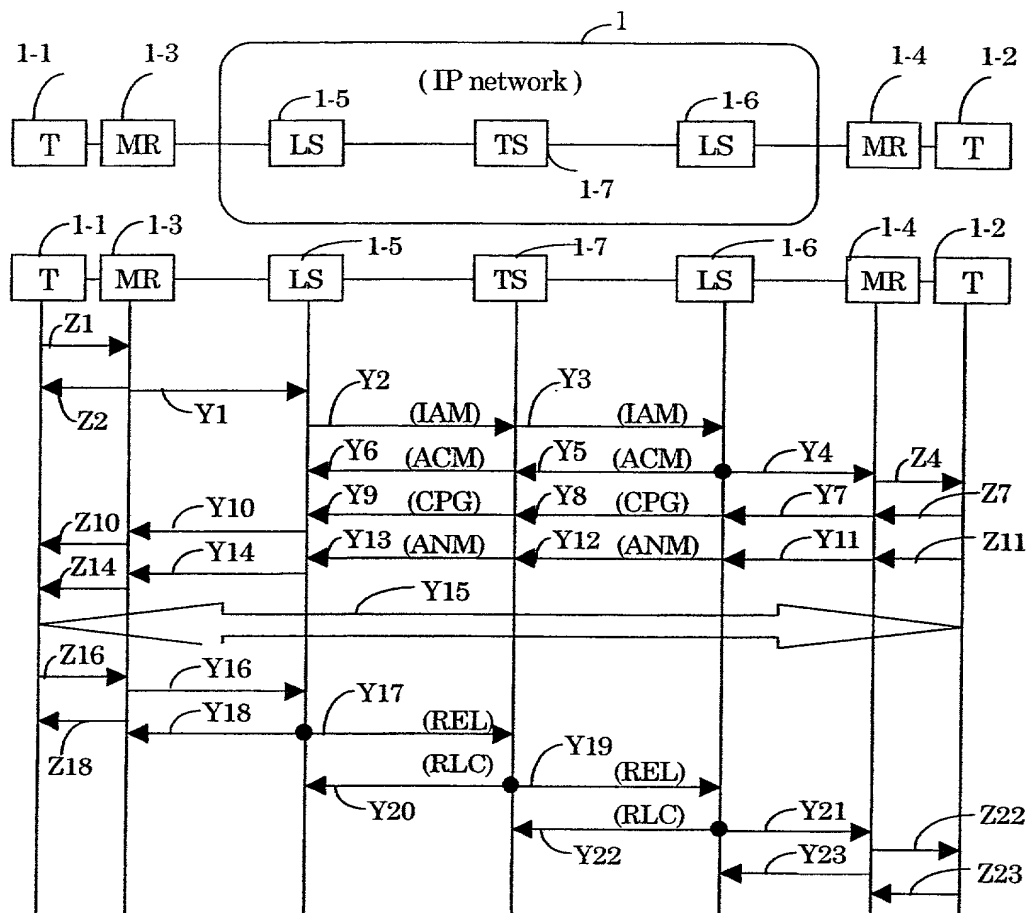 1
1-1 1-3 1-4 1-2
( IP network )
1-5 1-6
T MR LS TS LS MR T
1-7
1-1 1-3 1-5 1-7 1-6 1-4 1-2
T MR LS TS LS MR T
Z1
Z2 Y1 Y2 (IAM) Y3 (IAM)
Y6 (ACM) Y5 (ACM) Y4 Z4
Y9 (CPG) Y8 (CPG) Y7 Z7
Z10 Y10
Y13 (ANM) Y12 (ANM) Y11 Z11
Z14 Y14
Y15
Z16 Y16
Y18 Y17 (REL)
Z18
(RLC) Y19 (REL)
Y20
(RLC) Y21 Z22
Y22 Y23
Z23